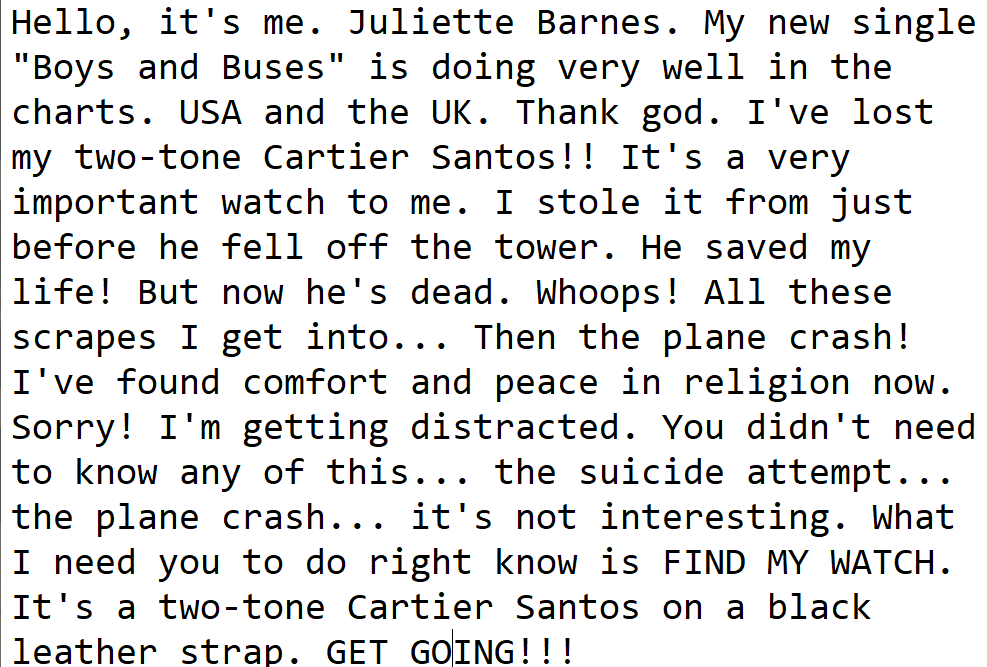 Hello, it's me. Juliette Barnes. My new single
"Boys and Buses" is doing very well in the
charts. USA and the UK. Thank god. I've lost
my two-tone Cartier Santos!! It's a very
important watch to me. I stole it from just
before he fell off the tower. He saved my
life! But now he's dead. Whoops! All these
scrapes I get into... Then the plane crash!
I've found comfort and peace in religion now.
Sorry! I'm getting distracted. You didn't need
to know any of this... the suicide attempt...
the plane crash... it's not interesting. What
I need you to do right know is FIND MY WATCH.
It's a two-tone Cartier Santos on a black
leather strap. GET GOING!!!